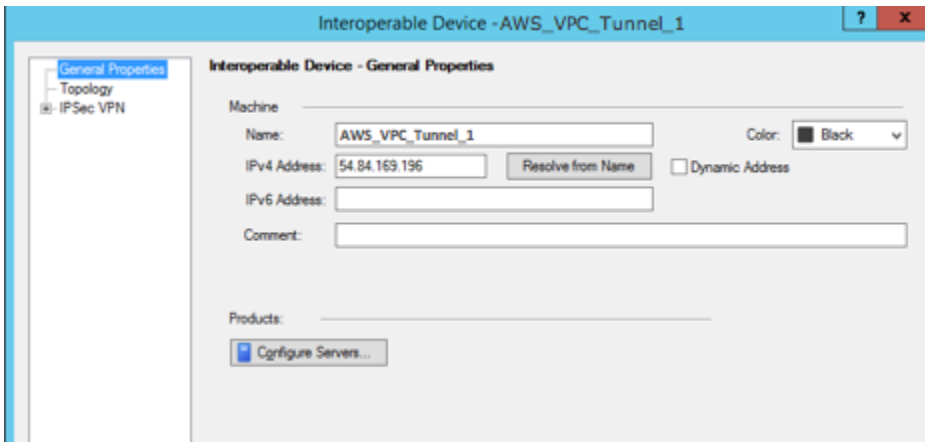 Interoperable Device - AWS_VPC_Tunnel_1
? x
General Properties
Topology
IPSec VPN
Interoperable Device - General Properties
Machine
Name: AWS_VPC_Tunnel_1 Color: Black
IPv4 Address: 54.84.169.196 Resolve from Name Dynamic Address
IPv6 Address:
Comment:
Products:
Configure Servers...